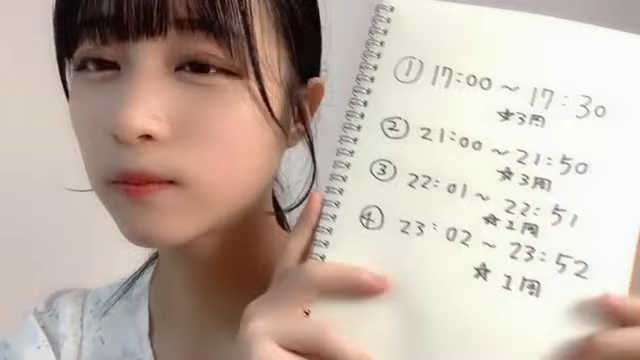 ① 17:00～17:30
☆3周
② 21:00～21:50
☆3周
③ 22:01～22:51
☆1周
④ 23:02～23:52
☆1周